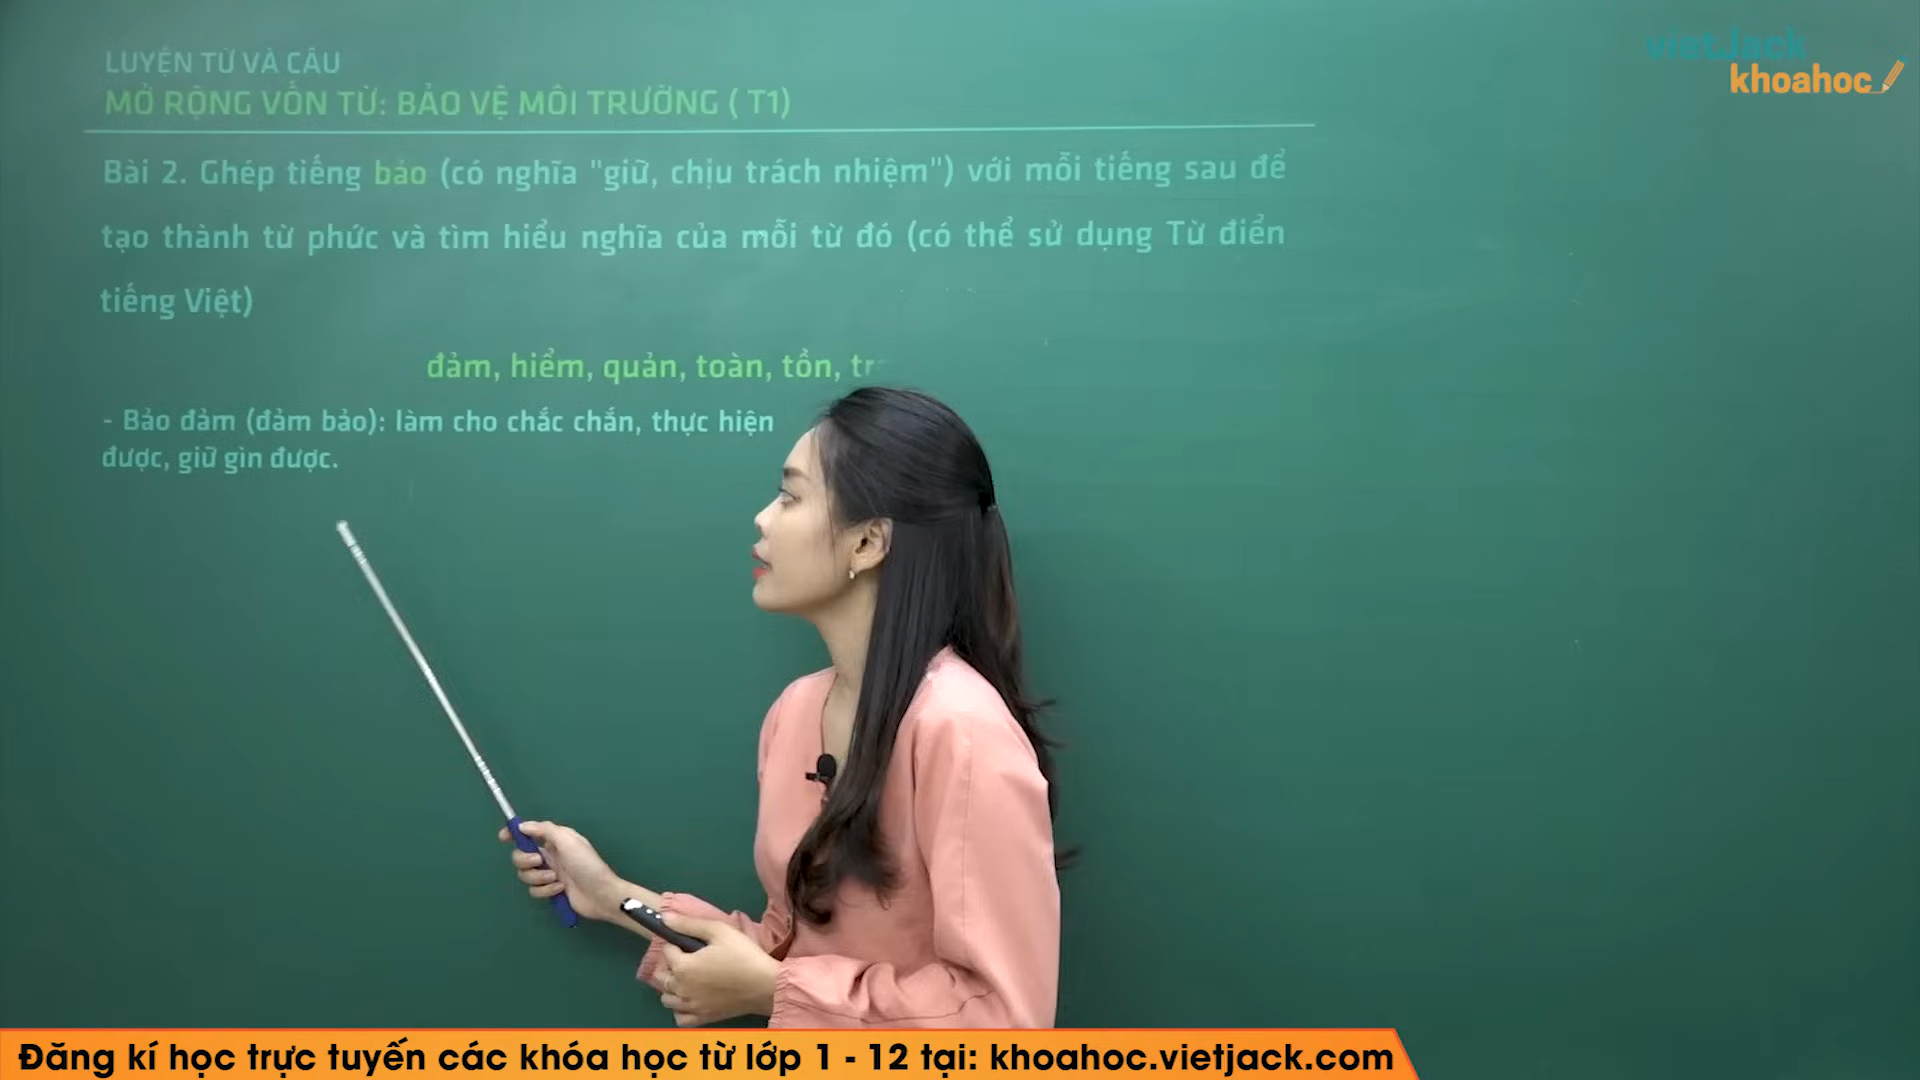 LUYỆN TỪ VÀ CÂU
MỞ RỘNG VỐN TỪ: BẢO VỆ MÔI TRƯỜNG ( T1)
vietJack
khoahoc
Bài 2. Ghép tiếng bảo (có nghĩa "giữ, chịu trách nhiệm") với mỗi tiếng sau để
tạo thành từ phức và tìm hiểu nghĩa của mỗi từ đó (có thể sử dụng Từ điển
tiếng Việt)
đảm, hiểm, quản, toàn, tồn,
- Bảo đảm (đảm bảo): làm cho chắc chắn, thực hiện
được, giữ gìn được.
Đăng kí học trực tuyến các khóa học từ lớp 1 - 12 tại: khoahoc.vietjack.com